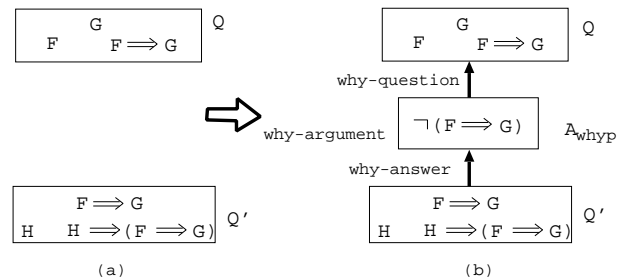 G Q
F F ⟹ G
F ⟹ G
H H ⟹ (F ⟹ G) Q'
(a)
G Q
F F ⟹ G
why-question
why-argument ¬ (F ⟹ G) A_whyp
why-answer
F ⟹ G
H H ⟹ (F ⟹ G) Q'
(b)